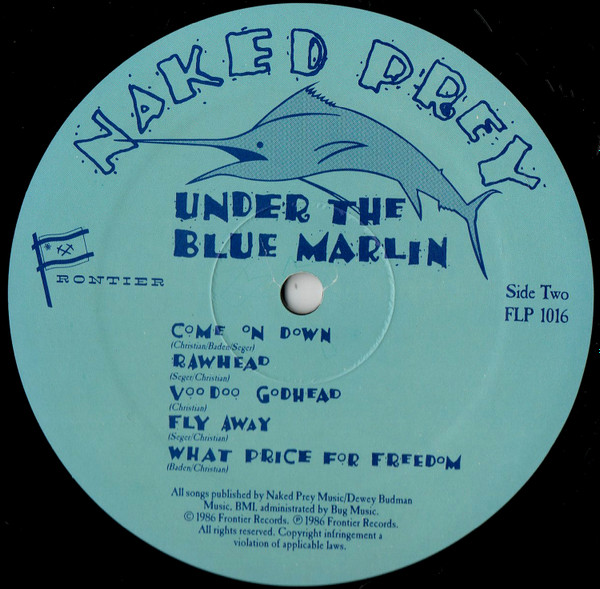 NAKED PREY
UNDER THE
BLUE MARLIN
FRONTIER
Side Two
FLP 1016
COME ON DOWN
(Christian/Baden/Seger)
RAWHEAD
(Seger/Christian)
VOODOO GODHEAD
(Christian)
FLY AWAY
(Seger/Christian)
WHAT PRICE FOR FREEDOM
(Baden/Christian)
All songs published by Naked Prey Music/Dewey Budman
Music, BMI, administrated by Bug Music.
© 1986 Frontier Records. ℗ 1986 Frontier Records.
All rights reserved. Copyright infringement a
violation of applicable laws.